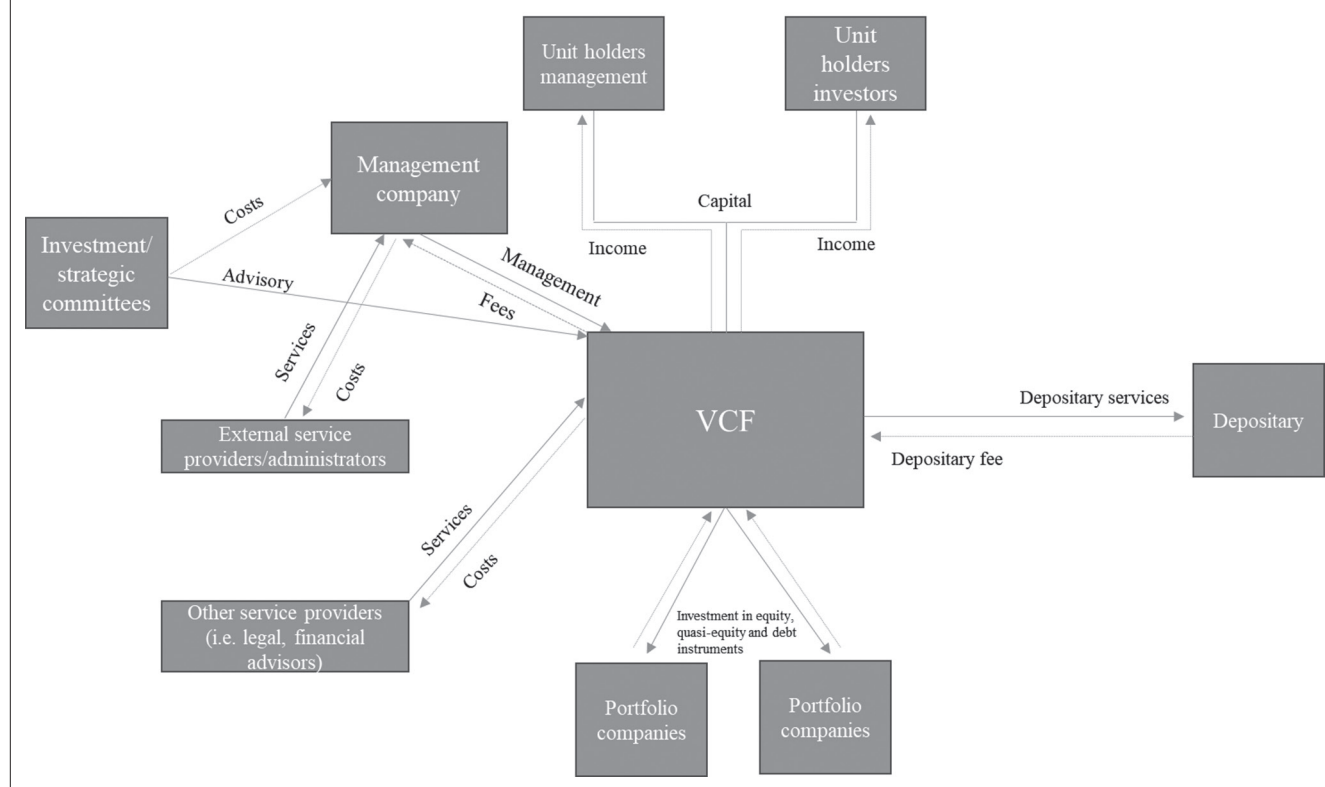 Unit holders
management
Unit
holders
investors
Management
company
Costs
Capital
Investment/
strategic
committees
Income
Income
Management
Advisory
Fees
Services
Costs
Depositary services
VCF
Depositary
External service
providers/administrators
Depositary fee
Services
Costs
Other service providers
(i.e. legal, financial
advisors)
Investment in equity,
quasi-equity and debt
instruments
Portfolio
companies
Portfolio
companies